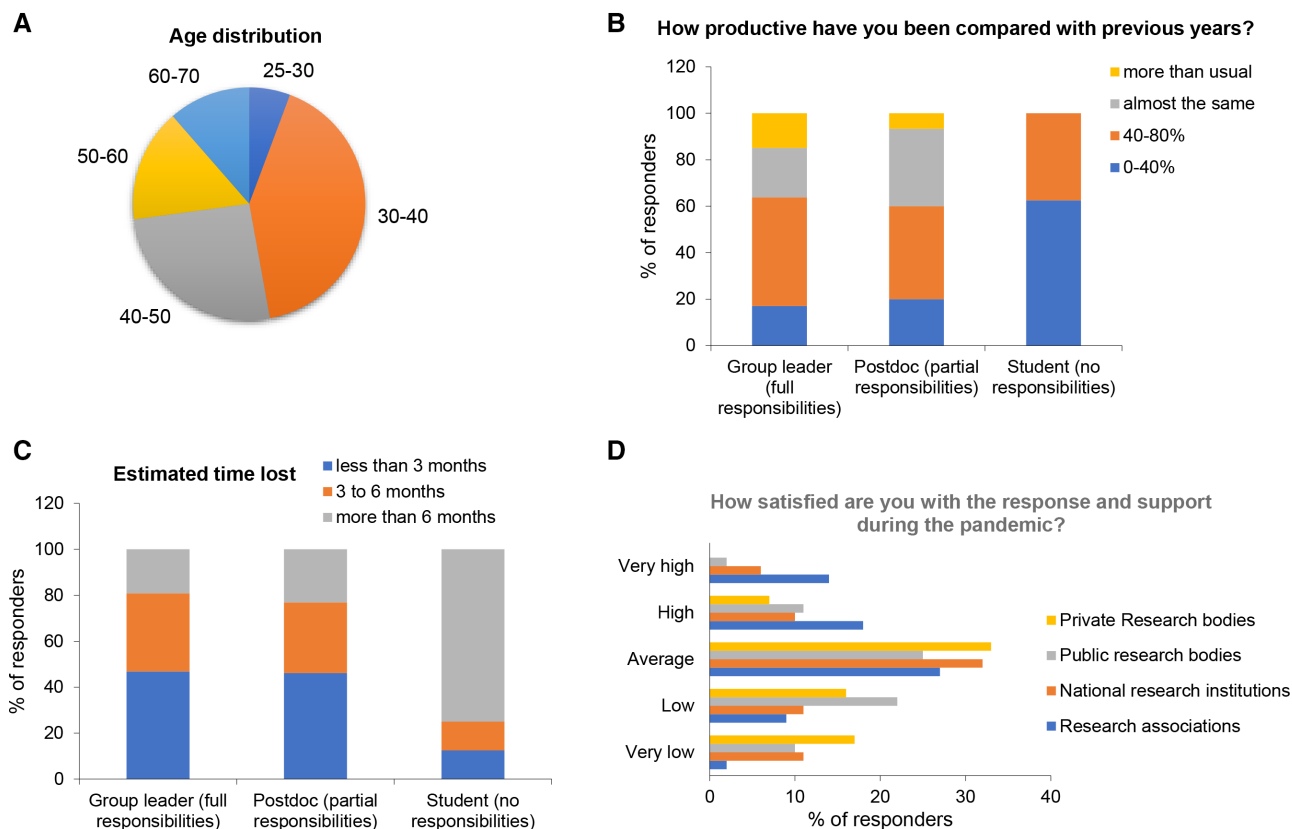 A
Age distribution
25-30
30-40
40-50
50-60
60-70
B
How productive have you been compared with previous years?
% of responders
120
100
80
60
40
20
0
Group leader
(full
responsibilities)
Postdoc (partial
responsibilities)
Student (no
responsibilities)
more than usual
almost the same
40-80%
0-40%
C
Estimated time lost
less than 3 months
3 to 6 months
more than 6 months
% of responders
120
100
80
60
40
20
0
Group leader (full
responsibilities)
Postdoc (partial
responsibilities)
Student (no
responsibilities)
D
How satisfied are you with the response and support
during the pandemic?
Very high
High
Average
Low
Very low
0
10
20
30
40
% of responders
Private Research bodies
Public research bodies
National research institutions
Research associations